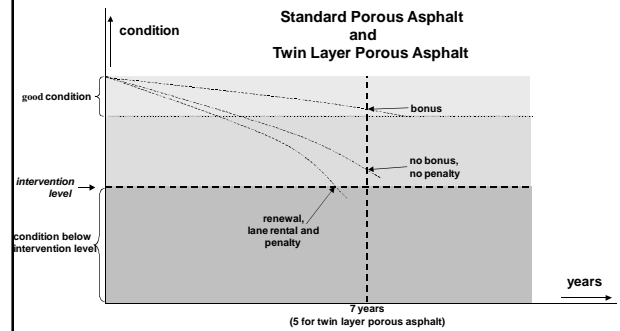 Standard Porous Asphalt
and
Twin Layer Porous Asphalt
condition
good condition
bonus
no bonus,
no penalty
intervention
level
renewal,
lane rental and
penalty
condition below
intervention level
years
7 years
(5 for twin layer porous asphalt)